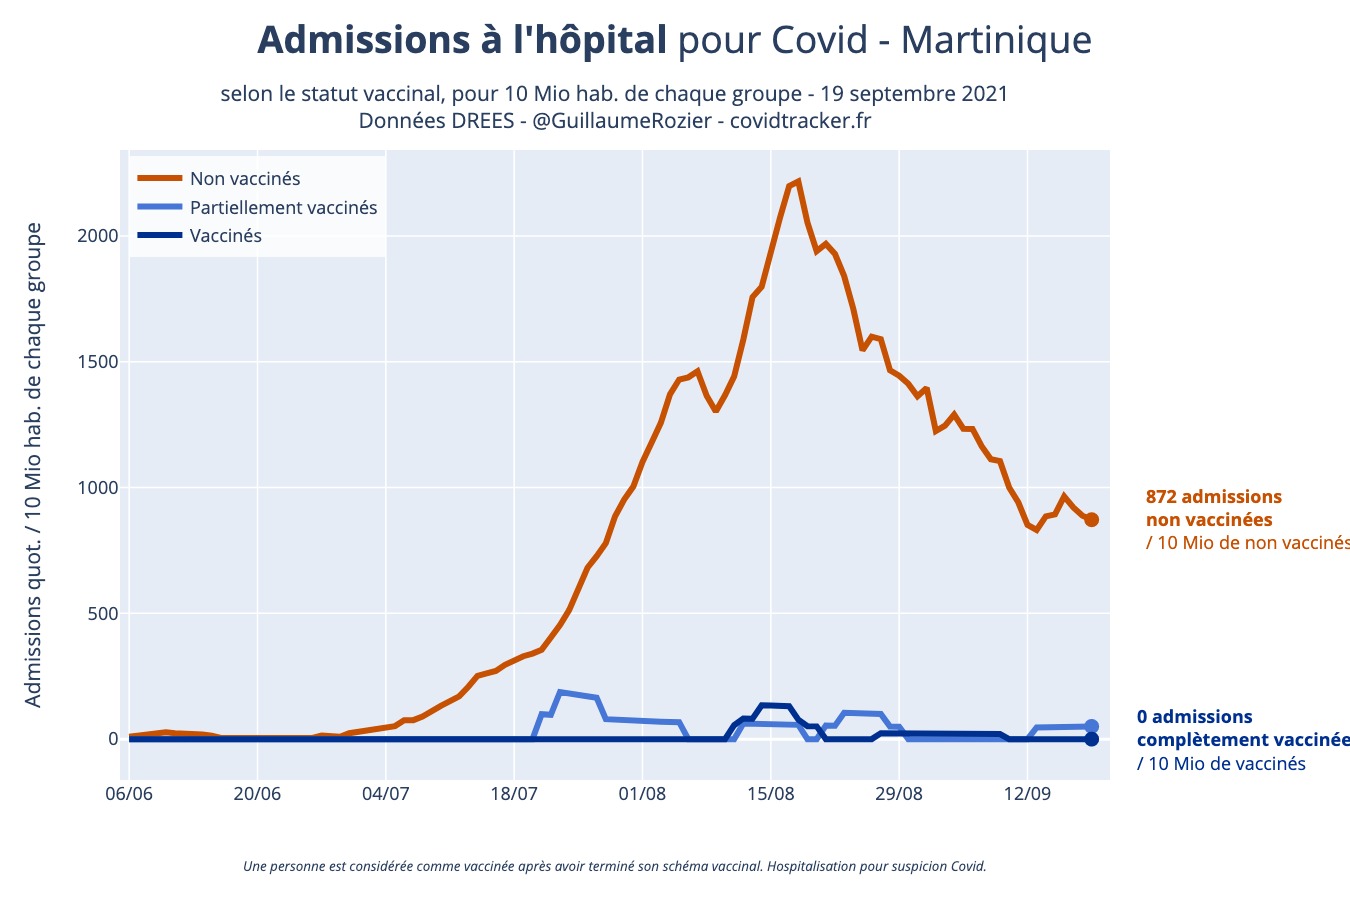 Admissions à l'hôpital pour Covid - Martinique
selon le statut vaccinal, pour 10 Mio hab. de chaque groupe - 19 septembre 2021
Données DREES - @GuillaumeRozier - covidtracker.fr
Non vaccinés
Partiellement vaccinés
Vaccinés
Admissions quot. / 10 Mio hab. de chaque groupe
2000
1500
1000
500
0
872 admissions
non vaccinées
/ 10 Mio de non vaccinés
0 admissions
complètement vaccinée
/ 10 Mio de vaccinés
06/06
20/06
04/07
18/07
01/08
15/08
29/08
12/09
Une personne est considérée comme vaccinée après avoir terminé son schéma vaccinal. Hospitalisation pour suspicion Covid.